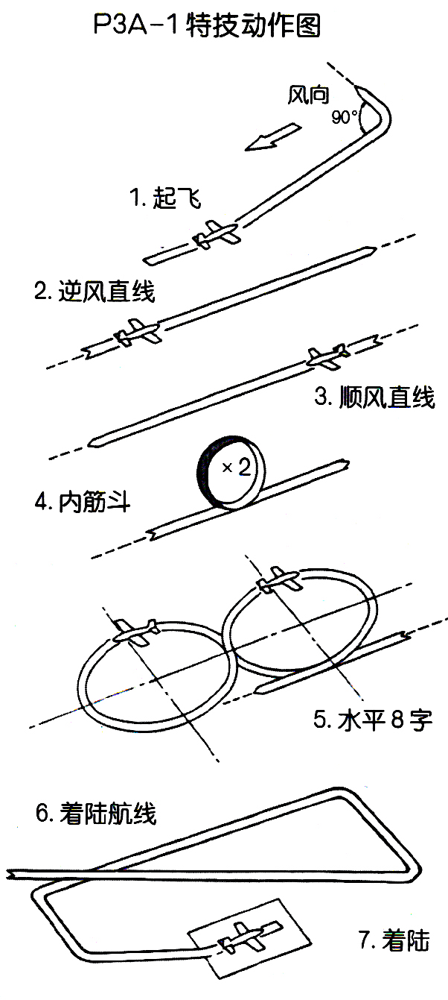 P3A-1特技动作图
风向
90°
1.起飞
2.逆风直线
3.顺风直线
×2
4.内筋斗
5.水平8字
6.着陆航线
7.着陆